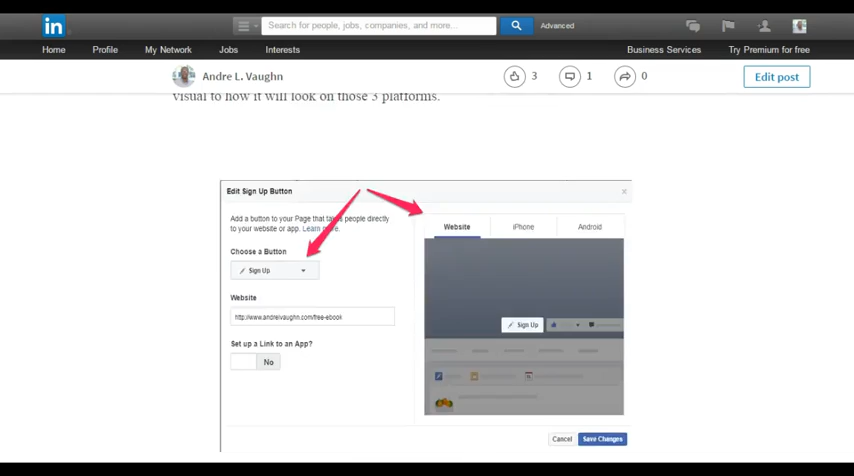 in Search for people, jobs, companies, and more... Advanced
Home Profile My Network Jobs Interests Business Services Try Premium for free
Andre L. Vaughn 3 1 0 Edit post
visual to how it will look on those 3 platforms.
Edit Sign Up Button
Add a button to your Page that takes people directly
to your website or app. Learn more.
Choose a Button
Sign Up
Website
http://www.andrelvaughn.com/free-ebook
Set up a Link to an App?
No
Website iPhone Android
Sign Up
Cancel Save Changes